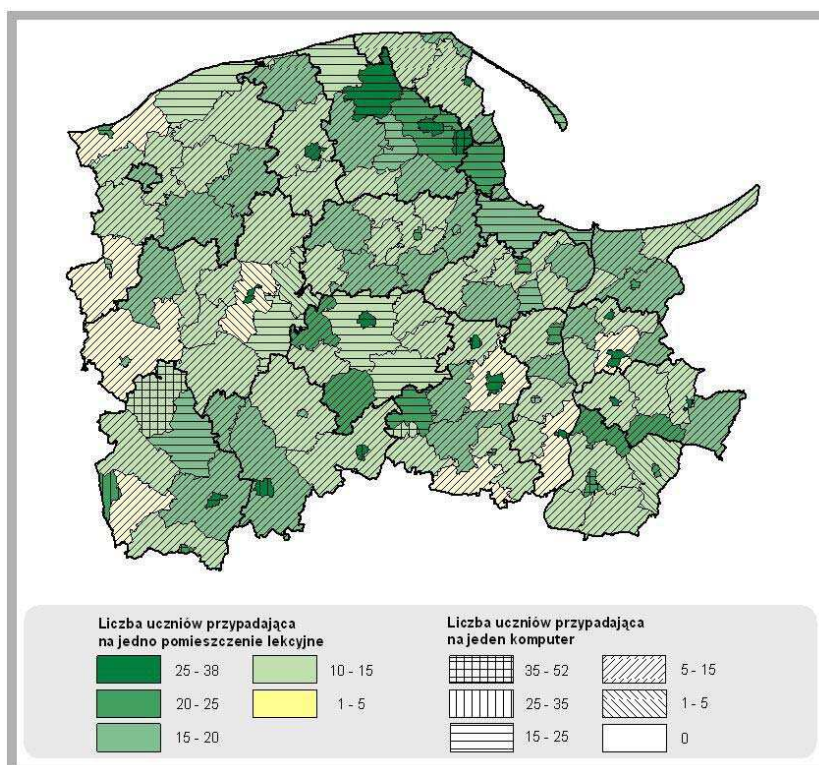 Liczba uczniów przypadająca
na jedno pomieszczenie lekcyjne
25 - 38
10 - 15
20 - 25
1 - 5
15 - 20
Liczba uczniów przypadająca
na jeden komputer
35 - 52
5 - 15
25 - 35
1 - 5
15 - 25
0